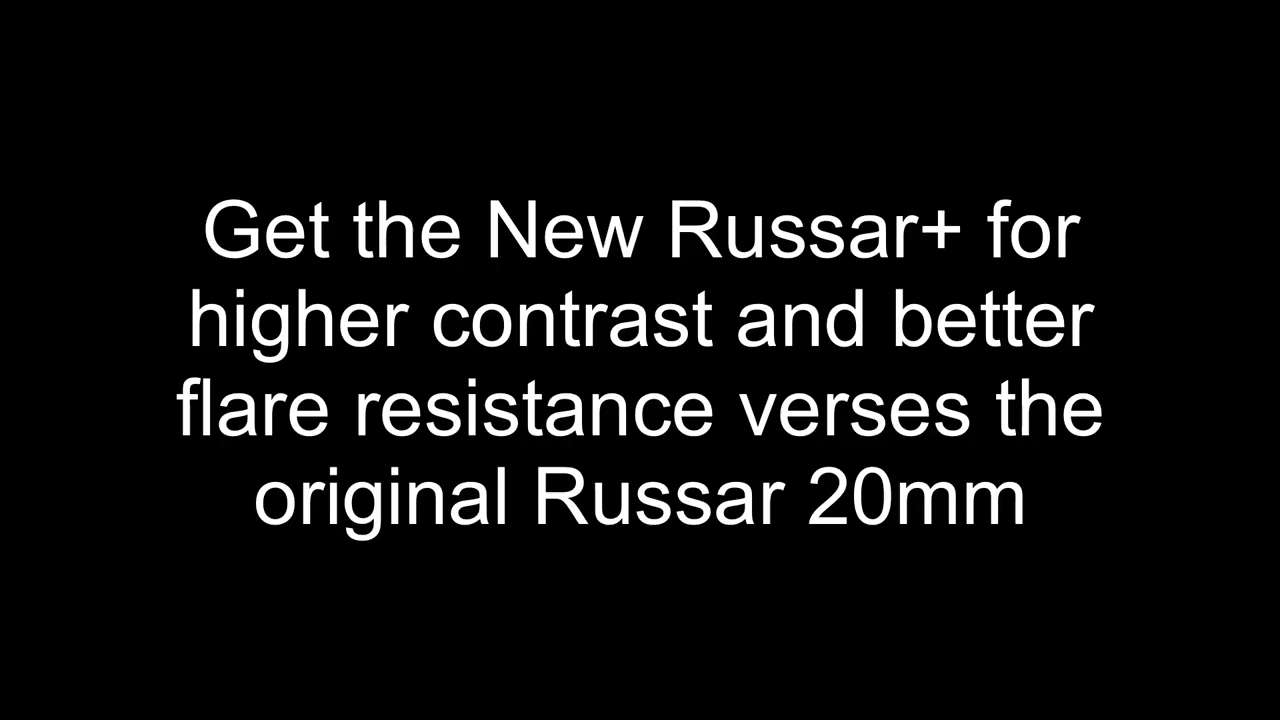 Get the New Russar+ for
higher contrast and better
flare resistance verses the
original Russar 20mm